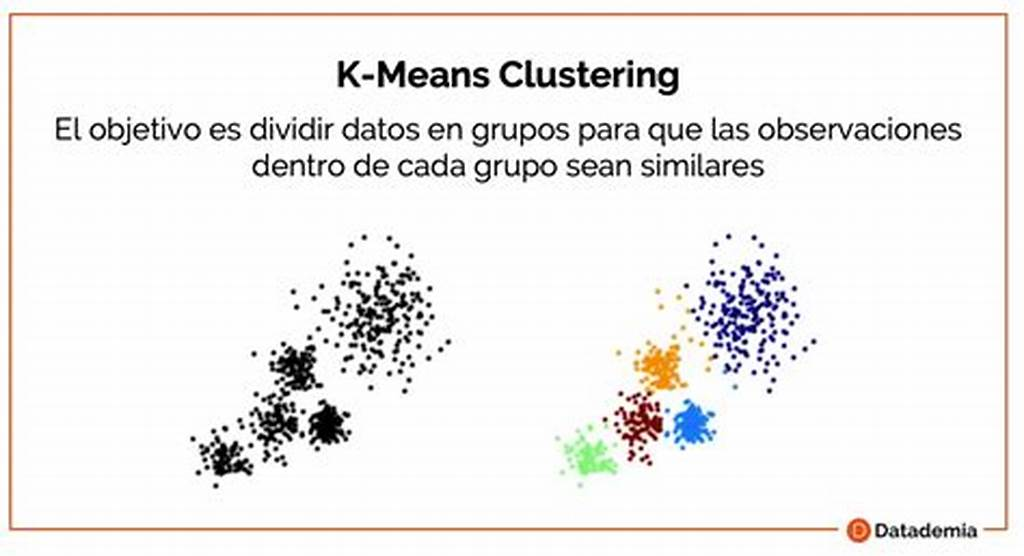 K-Means Clustering
El objetivo es dividir datos en grupos para que las observaciones
dentro de cada grupo sean similares
D Datademia